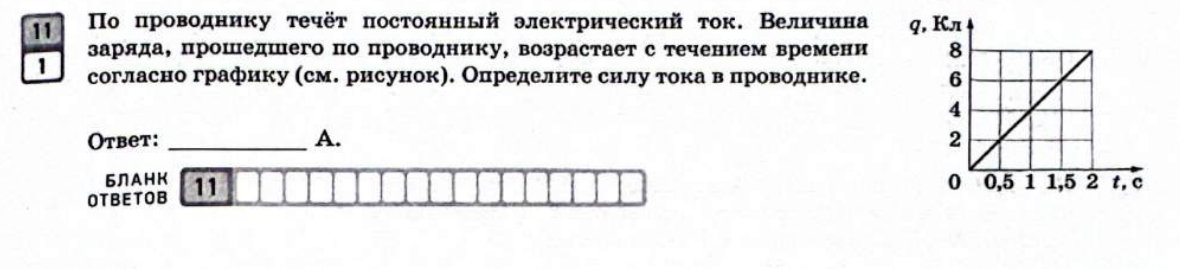 11
1
По проводнику течёт постоянный электрический ток. Величина
заряда, прошедшего по проводнику, возрастает с течением времени
согласно графику (см. рисунок). Определите силу тока в проводнике.
Ответ: ____________ А.
БЛАНК
ОТВЕТОВ
11
q, Кл
8
6
4
2
0 0,5 1 1,5 2 t, с